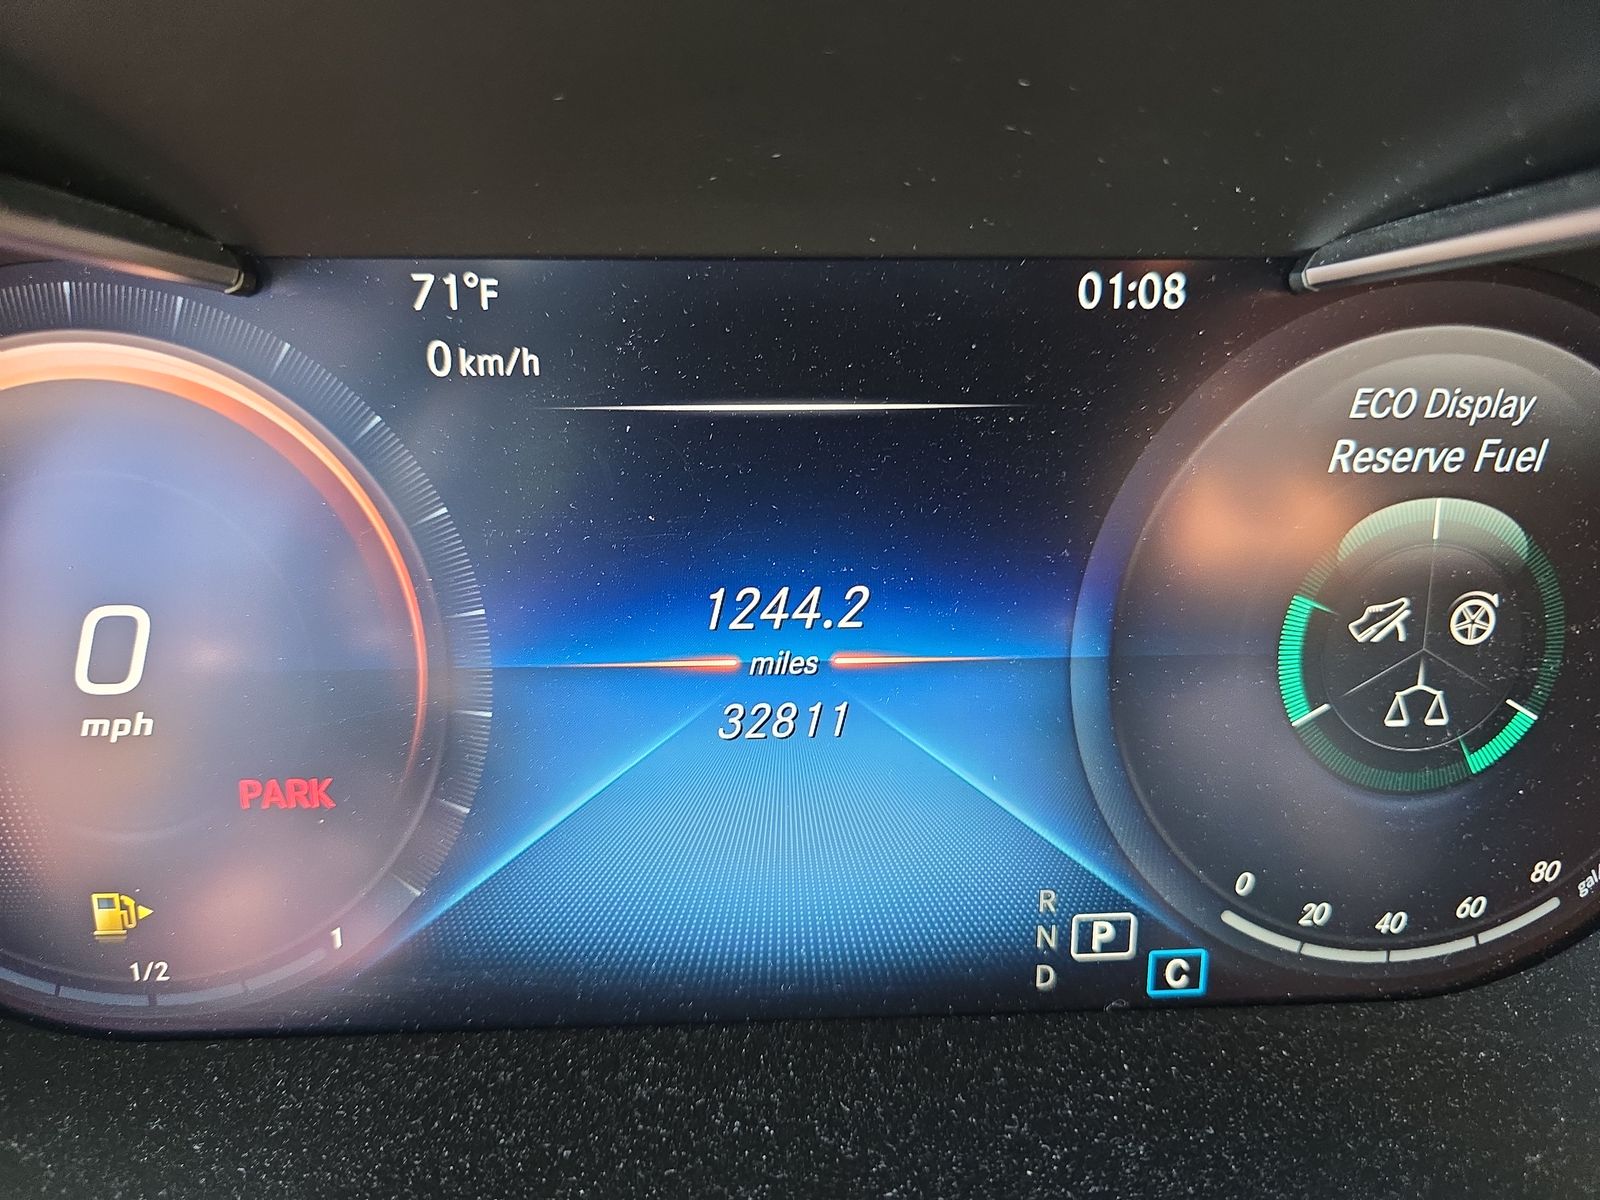 71°F
01:08
0 km/h
ECO Display
Reserve Fuel
1244.2
miles
32811
0
mph
PARK
1/2
1
R
N
D
P
C
0
20
40
60
80